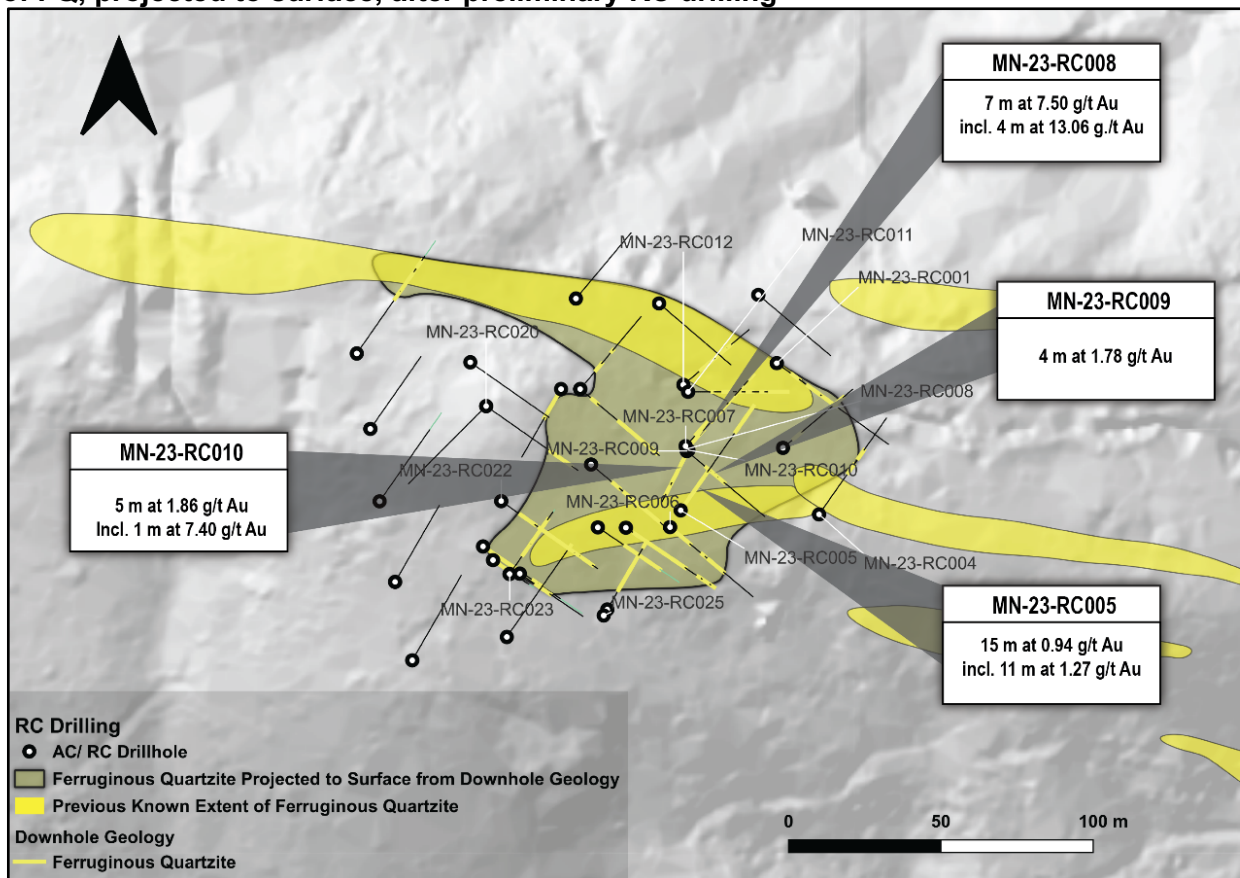 MN-23-RC008
7 m at 7.50 g/t Au
incl. 4 m at 13.06 g./t Au
MN-23-RC012
MN-23-RC011
MN-23-RC001
MN-23-RC009
4 m at 1.78 g/t Au
MN-23-RC020
MN-23-RC008
MN-23-RC007
MN-23-RC009
MN-23-RC010
5 m at 1.86 g/t Au
Incl. 1 m at 7.40 g/t Au
MN-23-RC022
MN-23-RC010
MN-23-RC006
MN-23-RC005
MN-23-RC004
MN-23-RC023
MN-23-RC025
MN-23-RC005
15 m at 0.94 g/t Au
incl. 11 m at 1.27 g/t Au
RC Drilling
AC/ RC Drillhole
Ferruginous Quartzite Projected to Surface from Downhole Geology
Previous Known Extent of Ferruginous Quartzite
Downhole Geology
Ferruginous Quartzite
0 50 100 m